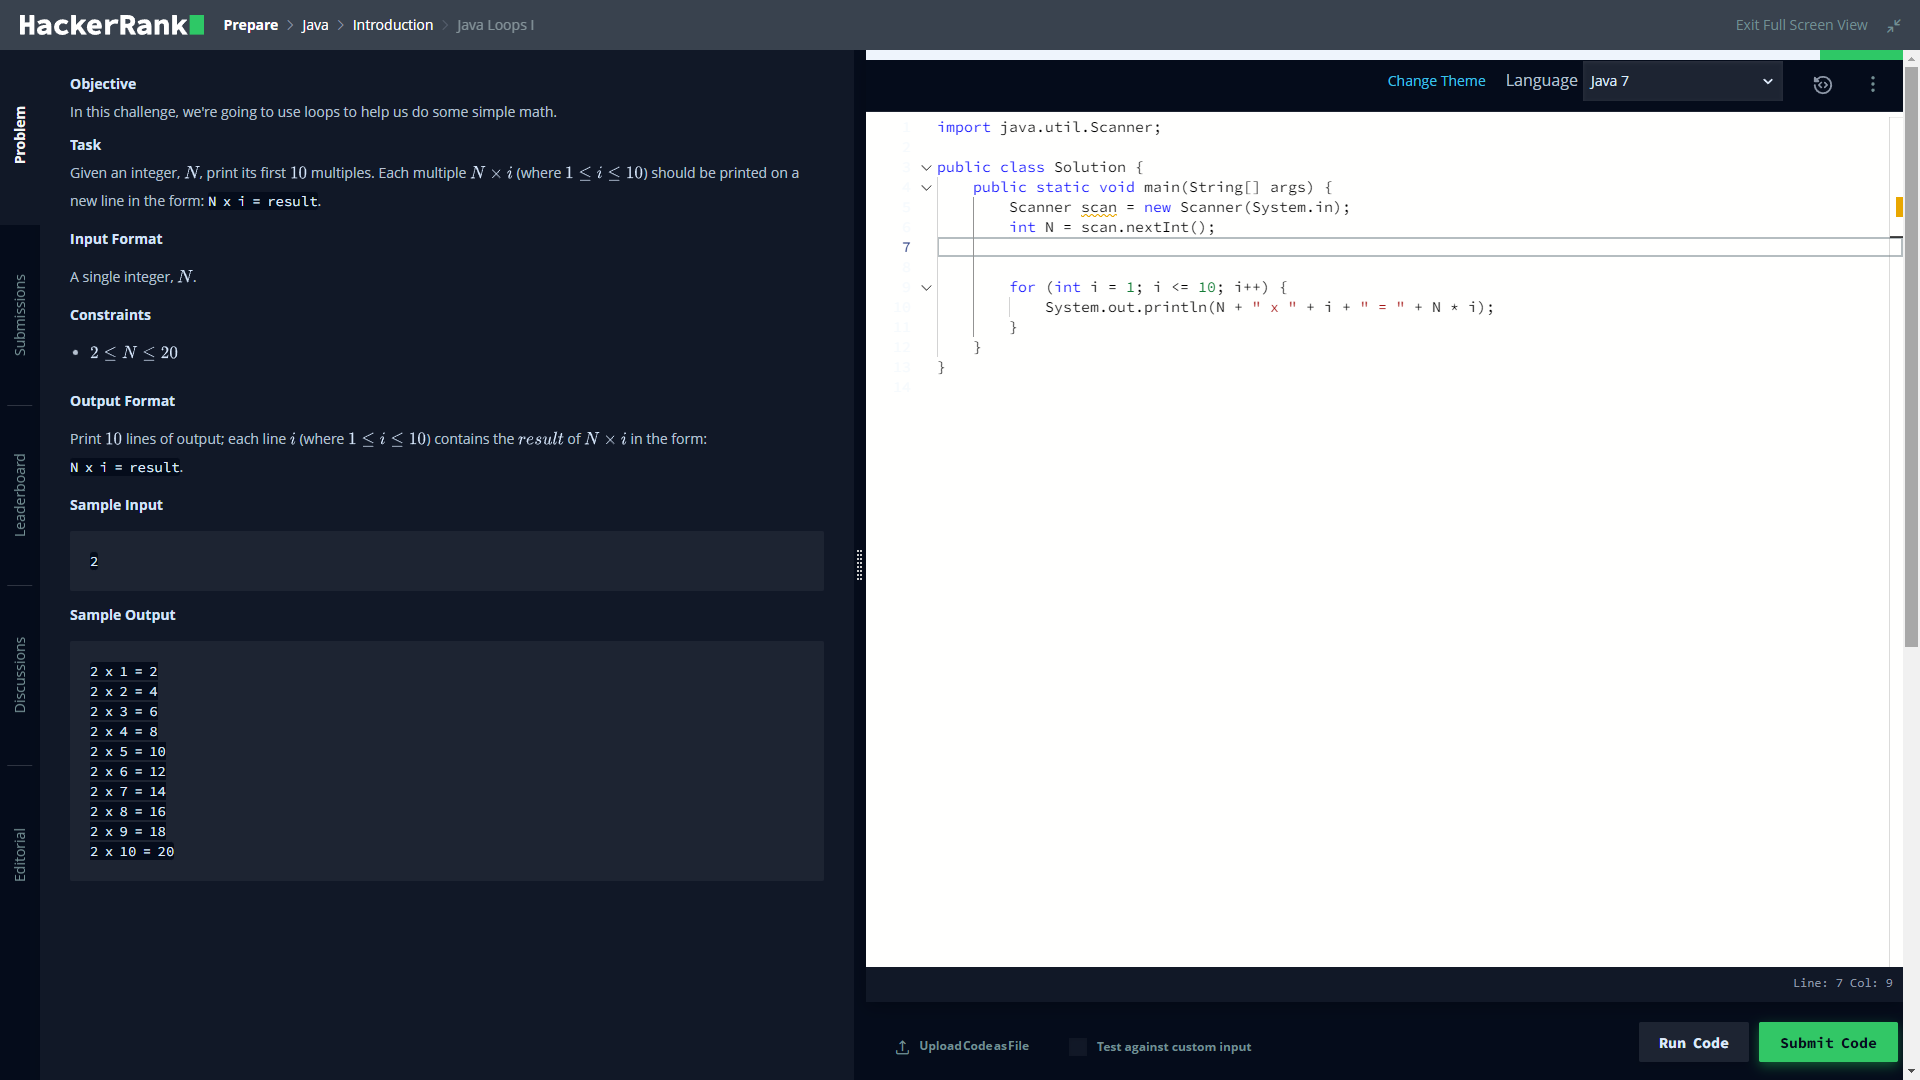 HackerRank
Prepare > Java > Introduction > Java Loops I
Exit Full Screen View
Problem
Submissions
Leaderboard
Discussions
Editorial
Objective
In this challenge, we're going to use loops to help us do some simple math.
Task
Given an integer, N, print its first 10 multiples. Each multiple N × i (where 1 ≤ i ≤ 10) should be printed on a
new line in the form: N x i = result.
Input Format
A single integer, N.
Constraints
• 2 ≤ N ≤ 20
Output Format
Print 10 lines of output; each line i (where 1 ≤ i ≤ 10) contains the result of N × i in the form:
N x i = result.
Sample Input
2
Sample Output
2 x 1 = 2
2 x 2 = 4
2 x 3 = 6
2 x 4 = 8
2 x 5 = 10
2 x 6 = 12
2 x 7 = 14
2 x 8 = 16
2 x 9 = 18
2 x 10 = 20
Change Theme Language Java 7
1 import java.util.Scanner;
2
3 public class Solution {
4 public static void main(String[] args) {
5 Scanner scan = new Scanner(System.in);
6 int N = scan.nextInt();
7
8
9 for (int i = 1; i <= 10; i++) {
10 System.out.println(N + " x " + i + " = " + N * i);
11 }
12 }
13 }
14
Line: 7 Col: 9
Upload Code as File
Test against custom input
Run Code
Submit Code